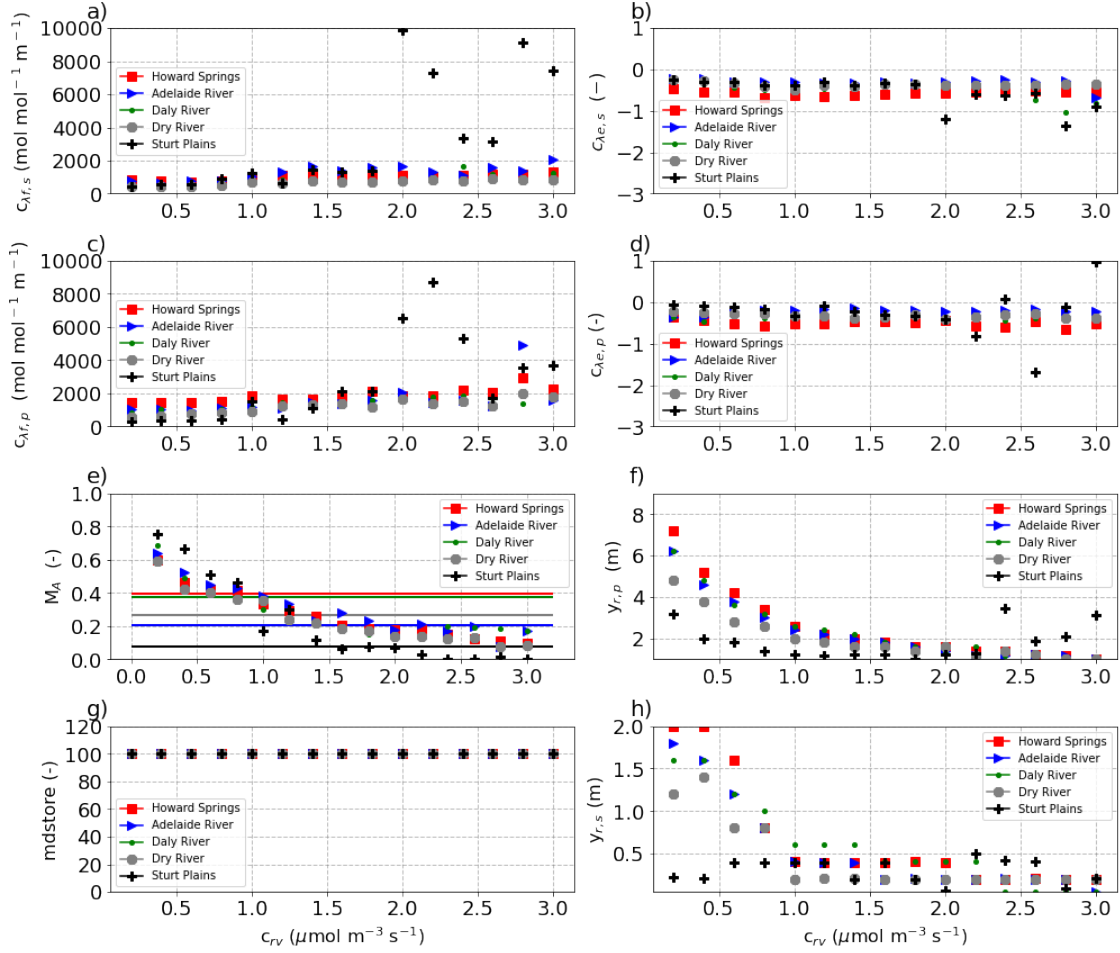 a)
c_{λf,s} (mol mol^{−1} m^{−1})
10000
8000
6000
4000
2000
0
Howard Springs
Adelaide River
Daly River
Dry River
Sturt Plains
0.5 1.0 1.5 2.0 2.5 3.0
b)
c_{λe,s} (−)
1
0
−1
−2
−3
Howard Springs
Adelaide River
Daly River
Dry River
Sturt Plains
0.5 1.0 1.5 2.0 2.5 3.0
c)
c_{λf,p} (mol mol^{−1} m^{−1})
10000
8000
6000
4000
2000
0
Howard Springs
Adelaide River
Daly River
Dry River
Sturt Plains
0.5 1.0 1.5 2.0 2.5 3.0
d)
c_{λe,p} (-)
1
0
−1
−2
−3
Howard Springs
Adelaide River
Daly River
Dry River
Sturt Plains
0.5 1.0 1.5 2.0 2.5 3.0
e)
M_A (-)
1.0
0.8
0.6
0.4
0.2
0.0
Howard Springs
Adelaide River
Daly River
Dry River
Sturt Plains
0.0 0.5 1.0 1.5 2.0 2.5 3.0
f)
y_{r,p} (m)
8
6
4
2
Howard Springs
Adelaide River
Daly River
Dry River
Sturt Plains
0.5 1.0 1.5 2.0 2.5 3.0
g)
mdstore (-)
120
100
80
60
40
20
0
Howard Springs
Adelaide River
Daly River
Dry River
Sturt Plains
0.5 1.0 1.5 2.0 2.5 3.0
c_{rv} (μmol m^{−3} s^{−1})
h)
y_{r,s} (m)
2.0
1.5
1.0
0.5
Howard Springs
Adelaide River
Daly River
Dry River
Sturt Plains
0.5 1.0 1.5 2.0 2.5 3.0
c_{rv} (μmol m^{−3} s^{−1})